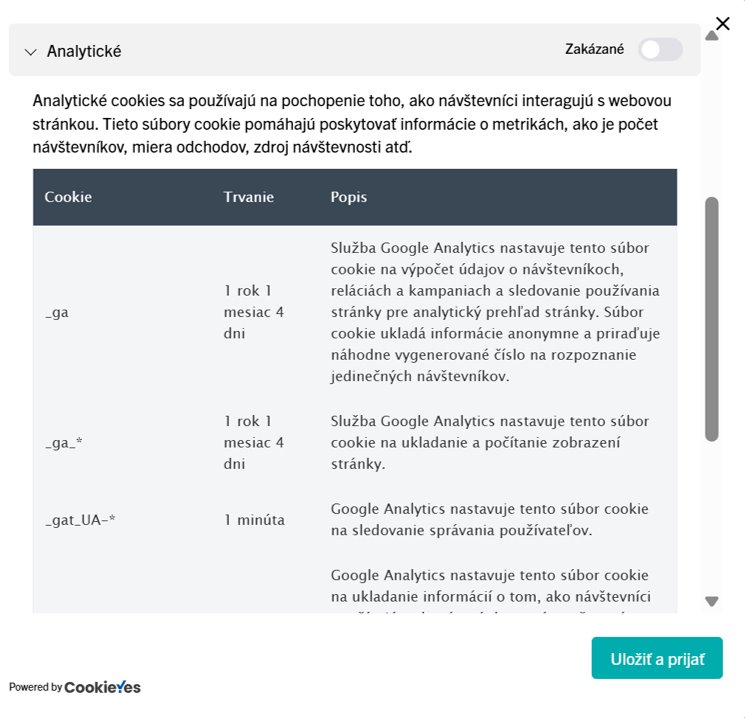 Analytické
Zakázané
Analytické cookies sa používajú na pochopenie toho, ako návštevníci interagujú s webovou
stránkou. Tieto súbory cookie pomáhajú poskytovať informácie o metrikách, ako je počet
návštevníkov, miera odchodov, zdroj návštevnosti atď.
Cookie Trvanie Popis
Služba Google Analytics nastavuje tento súbor
cookie na výpočet údajov o návštevníkoch,
1 rok 1 reláciách a kampaniach a sledovanie používania
_ga mesiac 4 stránky pre analytický prehľad stránky. Súbor
dni cookie ukladá informácie anonymne a priraďuje
náhodne vygenerované číslo na rozpoznanie
jedinečných návštevníkov.
1 rok 1 Služba Google Analytics nastavuje tento súbor
_ga_* mesiac 4 cookie na ukladanie a počítanie zobrazení
dni stránky.
_gat_UA-* 1 minúta Google Analytics nastavuje tento súbor cookie
na sledovanie správania používateľov.
Google Analytics nastavuje tento súbor cookie
na ukladanie informácií o tom, ako návštevníci
Uložiť a prijať
Powered by CookieYes